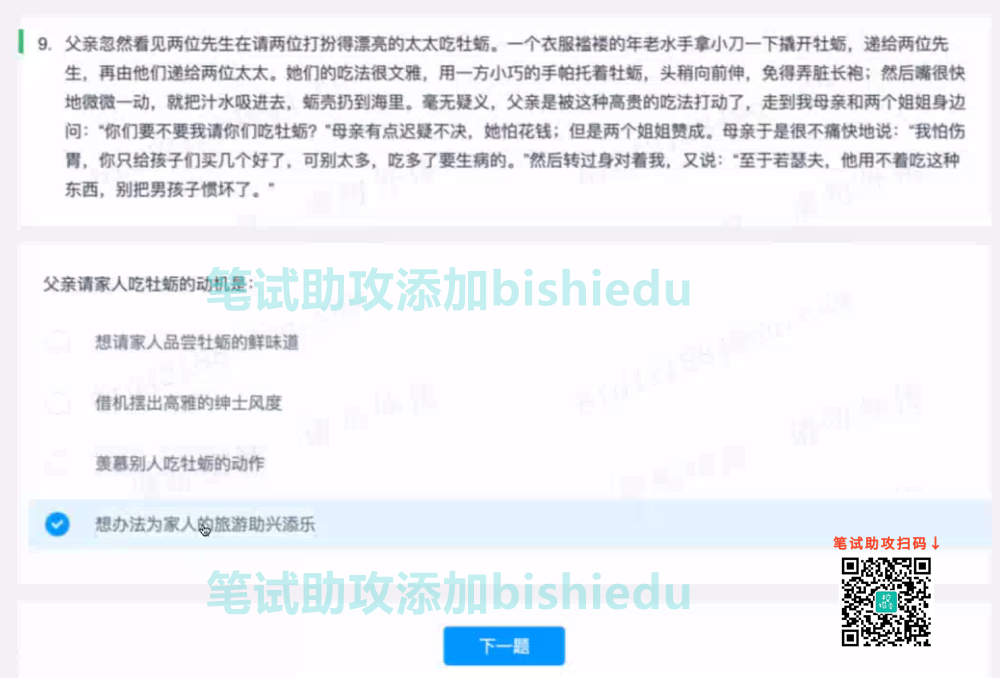 9. 父亲忽然看见两位先生在请两位打扮得漂亮的太太吃牡蛎。一个衣服褴褛的年老水手拿小刀一下撬开牡蛎，递给两位先
生，再由他们递给两位太太。她们的吃法很文雅，用一方小巧的手帕托着牡蛎，头稍向前伸，免得弄脏长袍；然后嘴很快
地微微一动，就把汁水吸进去，蛎壳扔到海里。毫无疑义，父亲是被这种高贵的吃法打动了，走到我母亲和两个姐姐身边
问：“你们要不要我请你们吃牡蛎？”母亲有点迟疑不决，她怕花钱；但是两个姐姐赞成。母亲于是很不痛快地说：“我怕伤
胃，你只给孩子们买几个好了，可别太多，吃多了要生病的。”然后转过身对着我，又说：“至于若瑟夫，他用不着吃这种
东西，别把男孩子惯坏了。”
父亲请家人吃牡蛎的动机是：
笔试助攻添加bishiedu
想请家人品尝牡蛎的鲜味道
借机摆出高雅的绅士风度
羡慕别人吃牡蛎的动作
想办法为家人的旅游助兴添乐
笔试助攻扫码↓
笔试助攻添加bishiedu
下一题